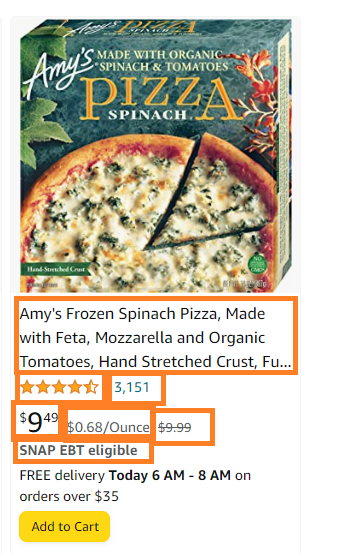 Amy's
MADE WITH ORGANIC
SPINACH & TOMATOES
PIZZA
SPINACH
Hand-Stretched Crust
NO
GMOs
Amy's Frozen Spinach Pizza, Made
with Feta, Mozzarella and Organic
Tomatoes, Hand Stretched Crust, Fu...
3,151
$9.49 $0.68/Ounce $9.99
SNAP EBT eligible
FREE delivery Today 6 AM - 8 AM on
orders over $35
Add to Cart